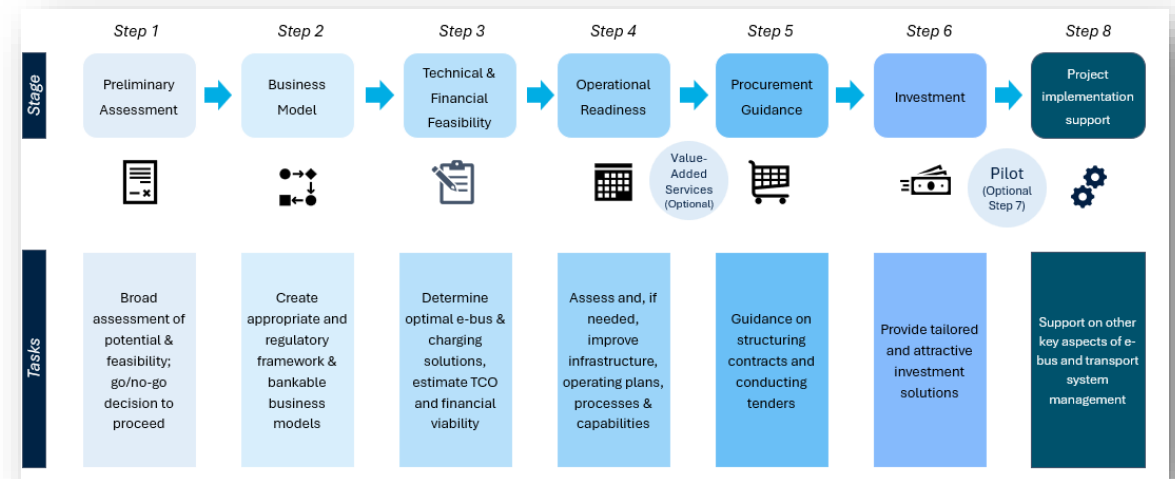 Step 1
Step 2
Step 3
Step 4
Step 5
Step 6
Step 8
Stage
Preliminary
Assessment
Business
Model
Technical &
Financial
Feasibility
Operational
Readiness
Procurement
Guidance
Investment
Project
implementation
support
Value-
Added
Services
(Optional)
Pilot
(Optional
Step 7)
Tasks
Broad
assessment of
potential &
feasibility;
go/no-go
decision to
proceed
Create
appropriate and
regulatory
framework &
bankable
business
models
Determine
optimal e-bus &
charging
solutions,
estimate TCO
and financial
viability
Assess and, if
needed,
improve
infrastructure,
operating plans,
processes &
capabilities
Guidance on
structuring
contracts and
conducting
tenders
Provide tailored
and attractive
investment
solutions
Support on other
key aspects of e-
bus and transport
system
management